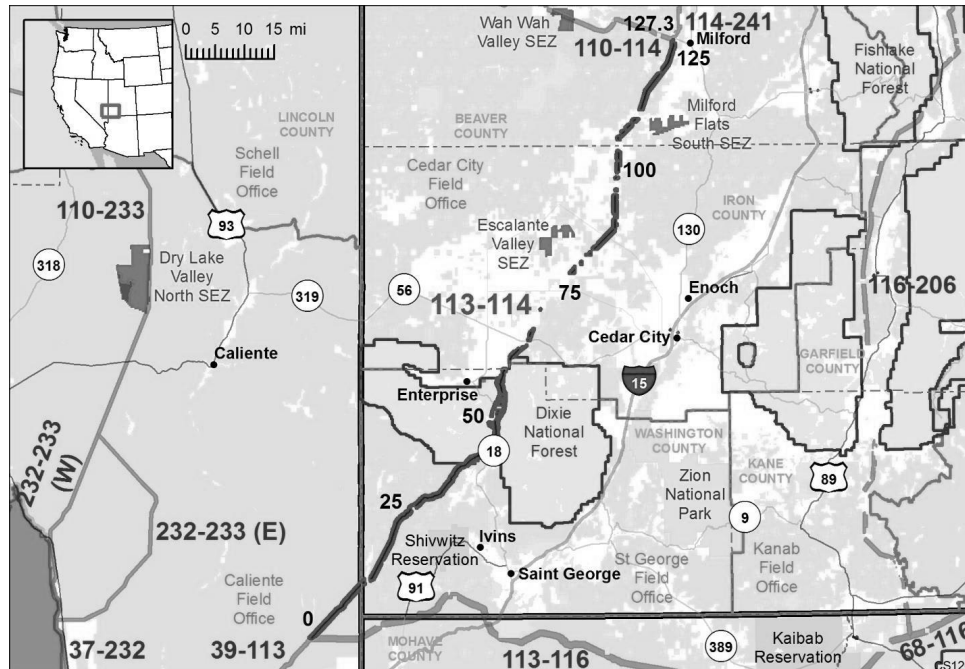 0 5 10 15 mi
Wah Wah
Valley SEZ
127.3
114-241
110-114
Milford
125
Fishlake
National
Forest
LINCOLN
COUNTY
Schell
Field
Office
BEAVER
COUNTY
Milford
Flats
South SEZ
Cedar City
Field
Office
100
IRON
COUNTY
110-233
93
318
Dry Lake
Valley
North SEZ
Escalante
Valley
SEZ
130
319
56
75
113-114
Enoch
116-206
Cedar City
Caliente
GARFIELD
COUNTY
15
Enterprise
50
Dixie
National
Forest
18
WASHINGTON
COUNTY
KANE
COUNTY
89
232-233
(W)
25
Zion
National
Park
9
232-233 (E)
Shivwitz
Reservation
Ivins
91
Saint George
St George
Field
Office
Kanab
Field
Office
Caliente
Field
Office
0
37-232
39-113
MOHAVE
COUNTY
113-116
389
Kaibab
Reservation
68-116